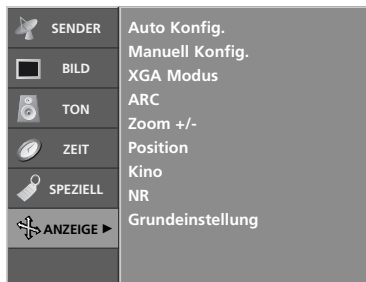 SENDER
BILD
TON
ZEIT
SPEZIELL
ANZEIGE ►
Auto Konfig.
Manuell Konfig.
XGA Modus
ARC
Zoom +/-
Position
Kino
NR
Grundeinstellung